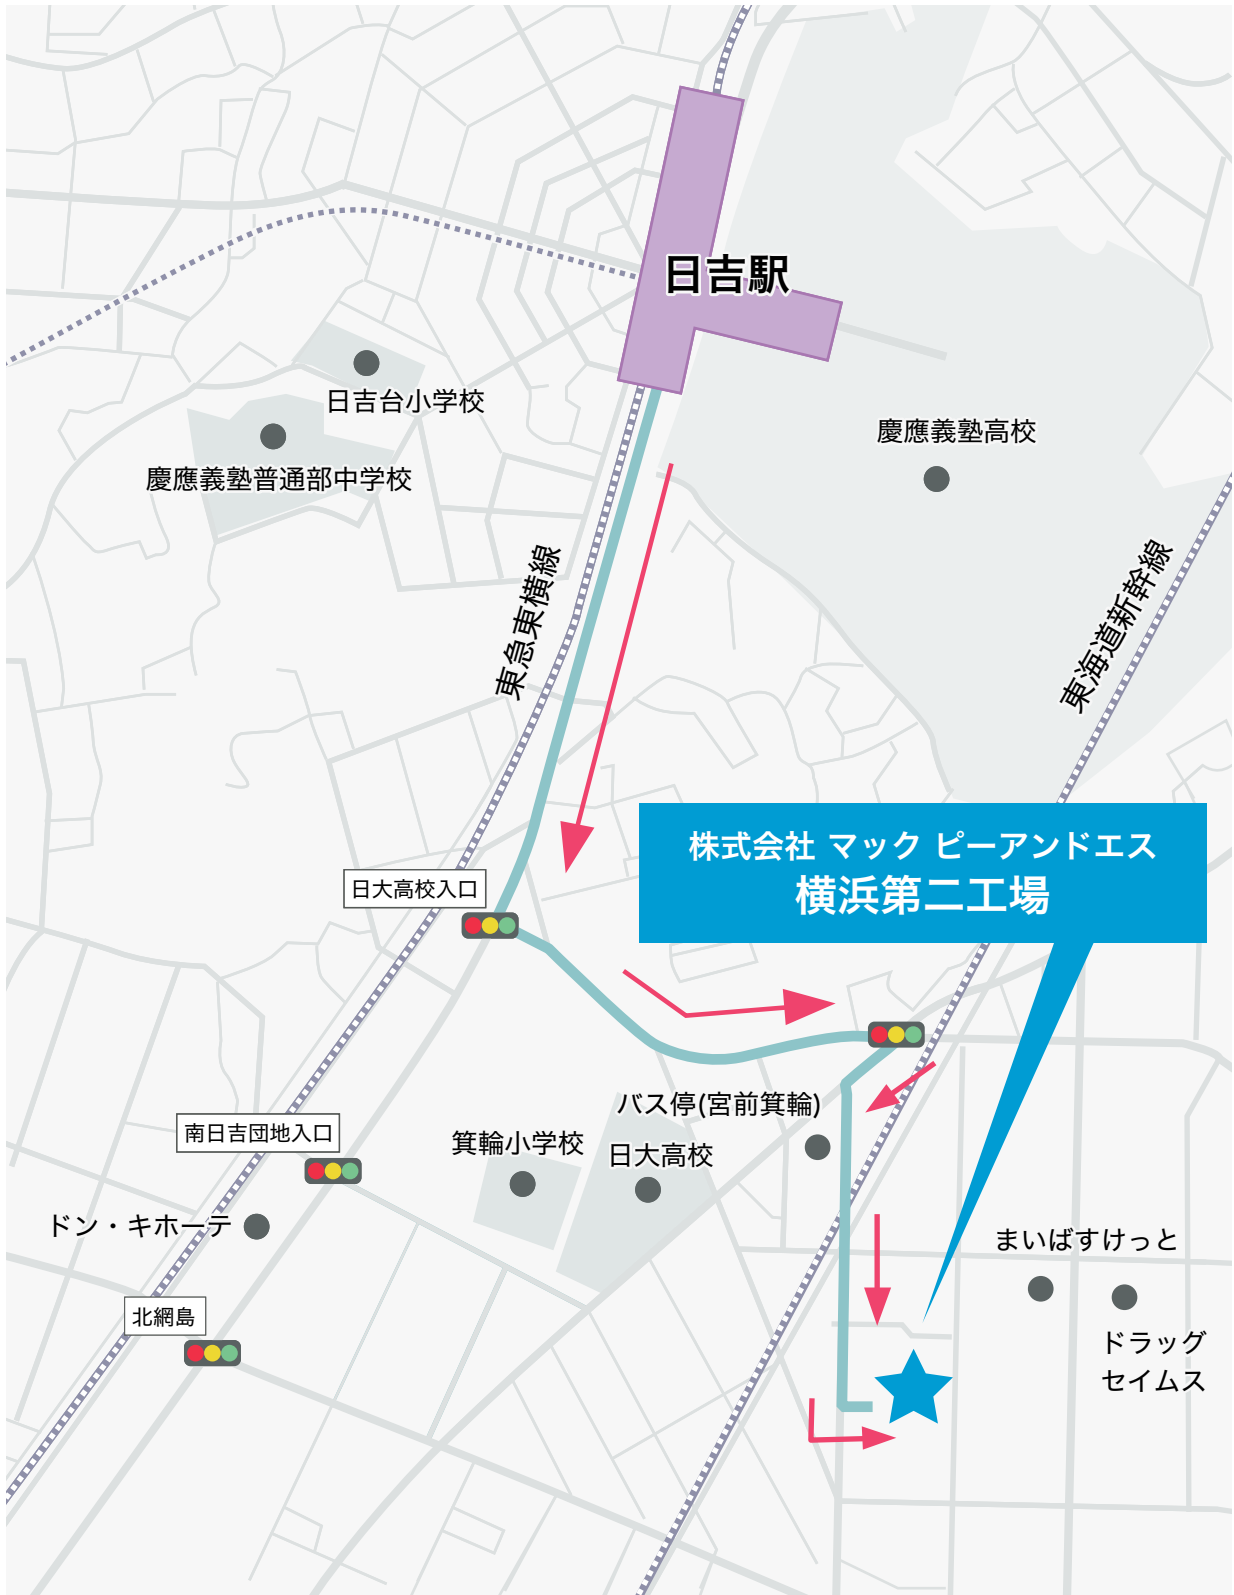 日吉駅
日吉台小学校
慶應義塾普通部中学校
慶應義塾高校
東急東横線
東海道新幹線
株式会社 マック ピーアンドエス
横浜第二工場
日大高校入口
南日吉団地入口
バス停(宮前箕輪)
箕輪小学校
日大高校
ドン・キホーテ
まいばすけっと
北綱島
ドラッグ
セイムス